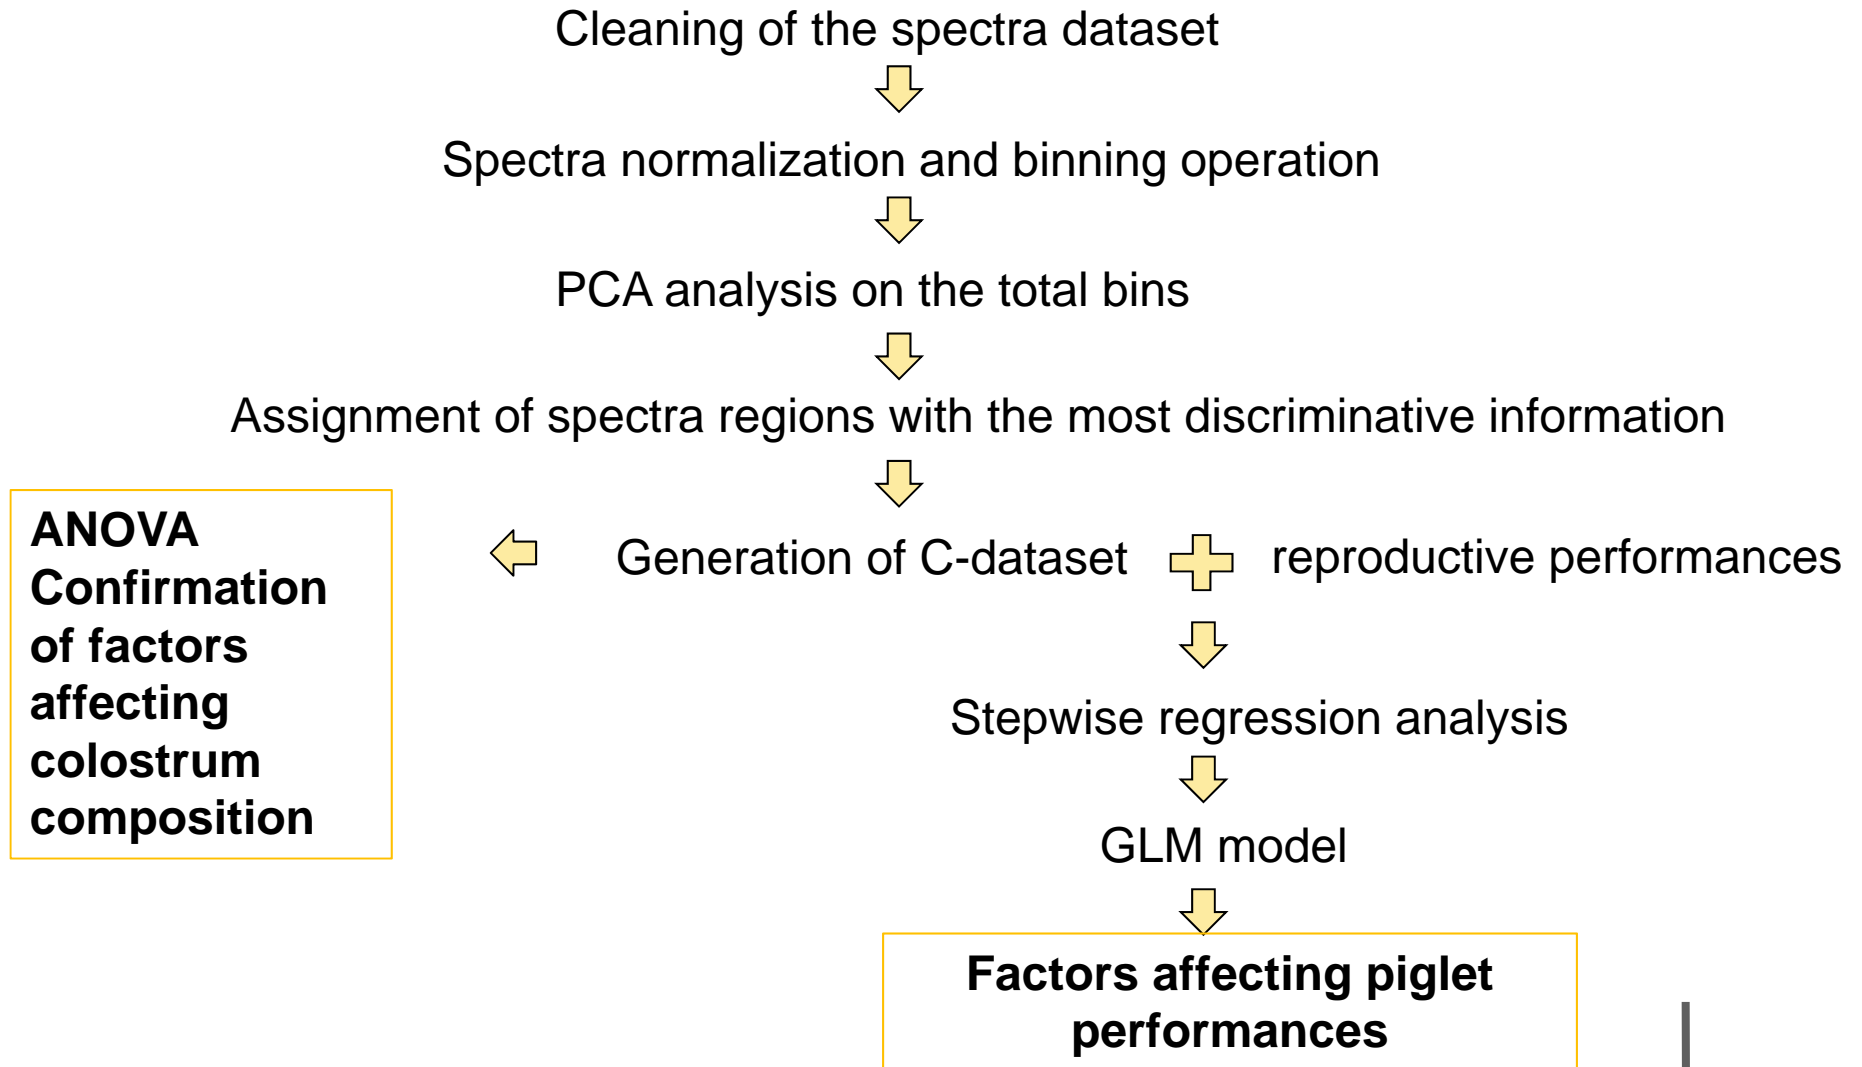 Cleaning of the spectra dataset
Spectra normalization and binning operation
PCA analysis on the total bins
Assignment of spectra regions with the most discriminative information
ANOVA
Confirmation
of factors
affecting
colostrum
composition
Generation of C-dataset
reproductive performances
Stepwise regression analysis
GLM model
Factors affecting piglet
performances